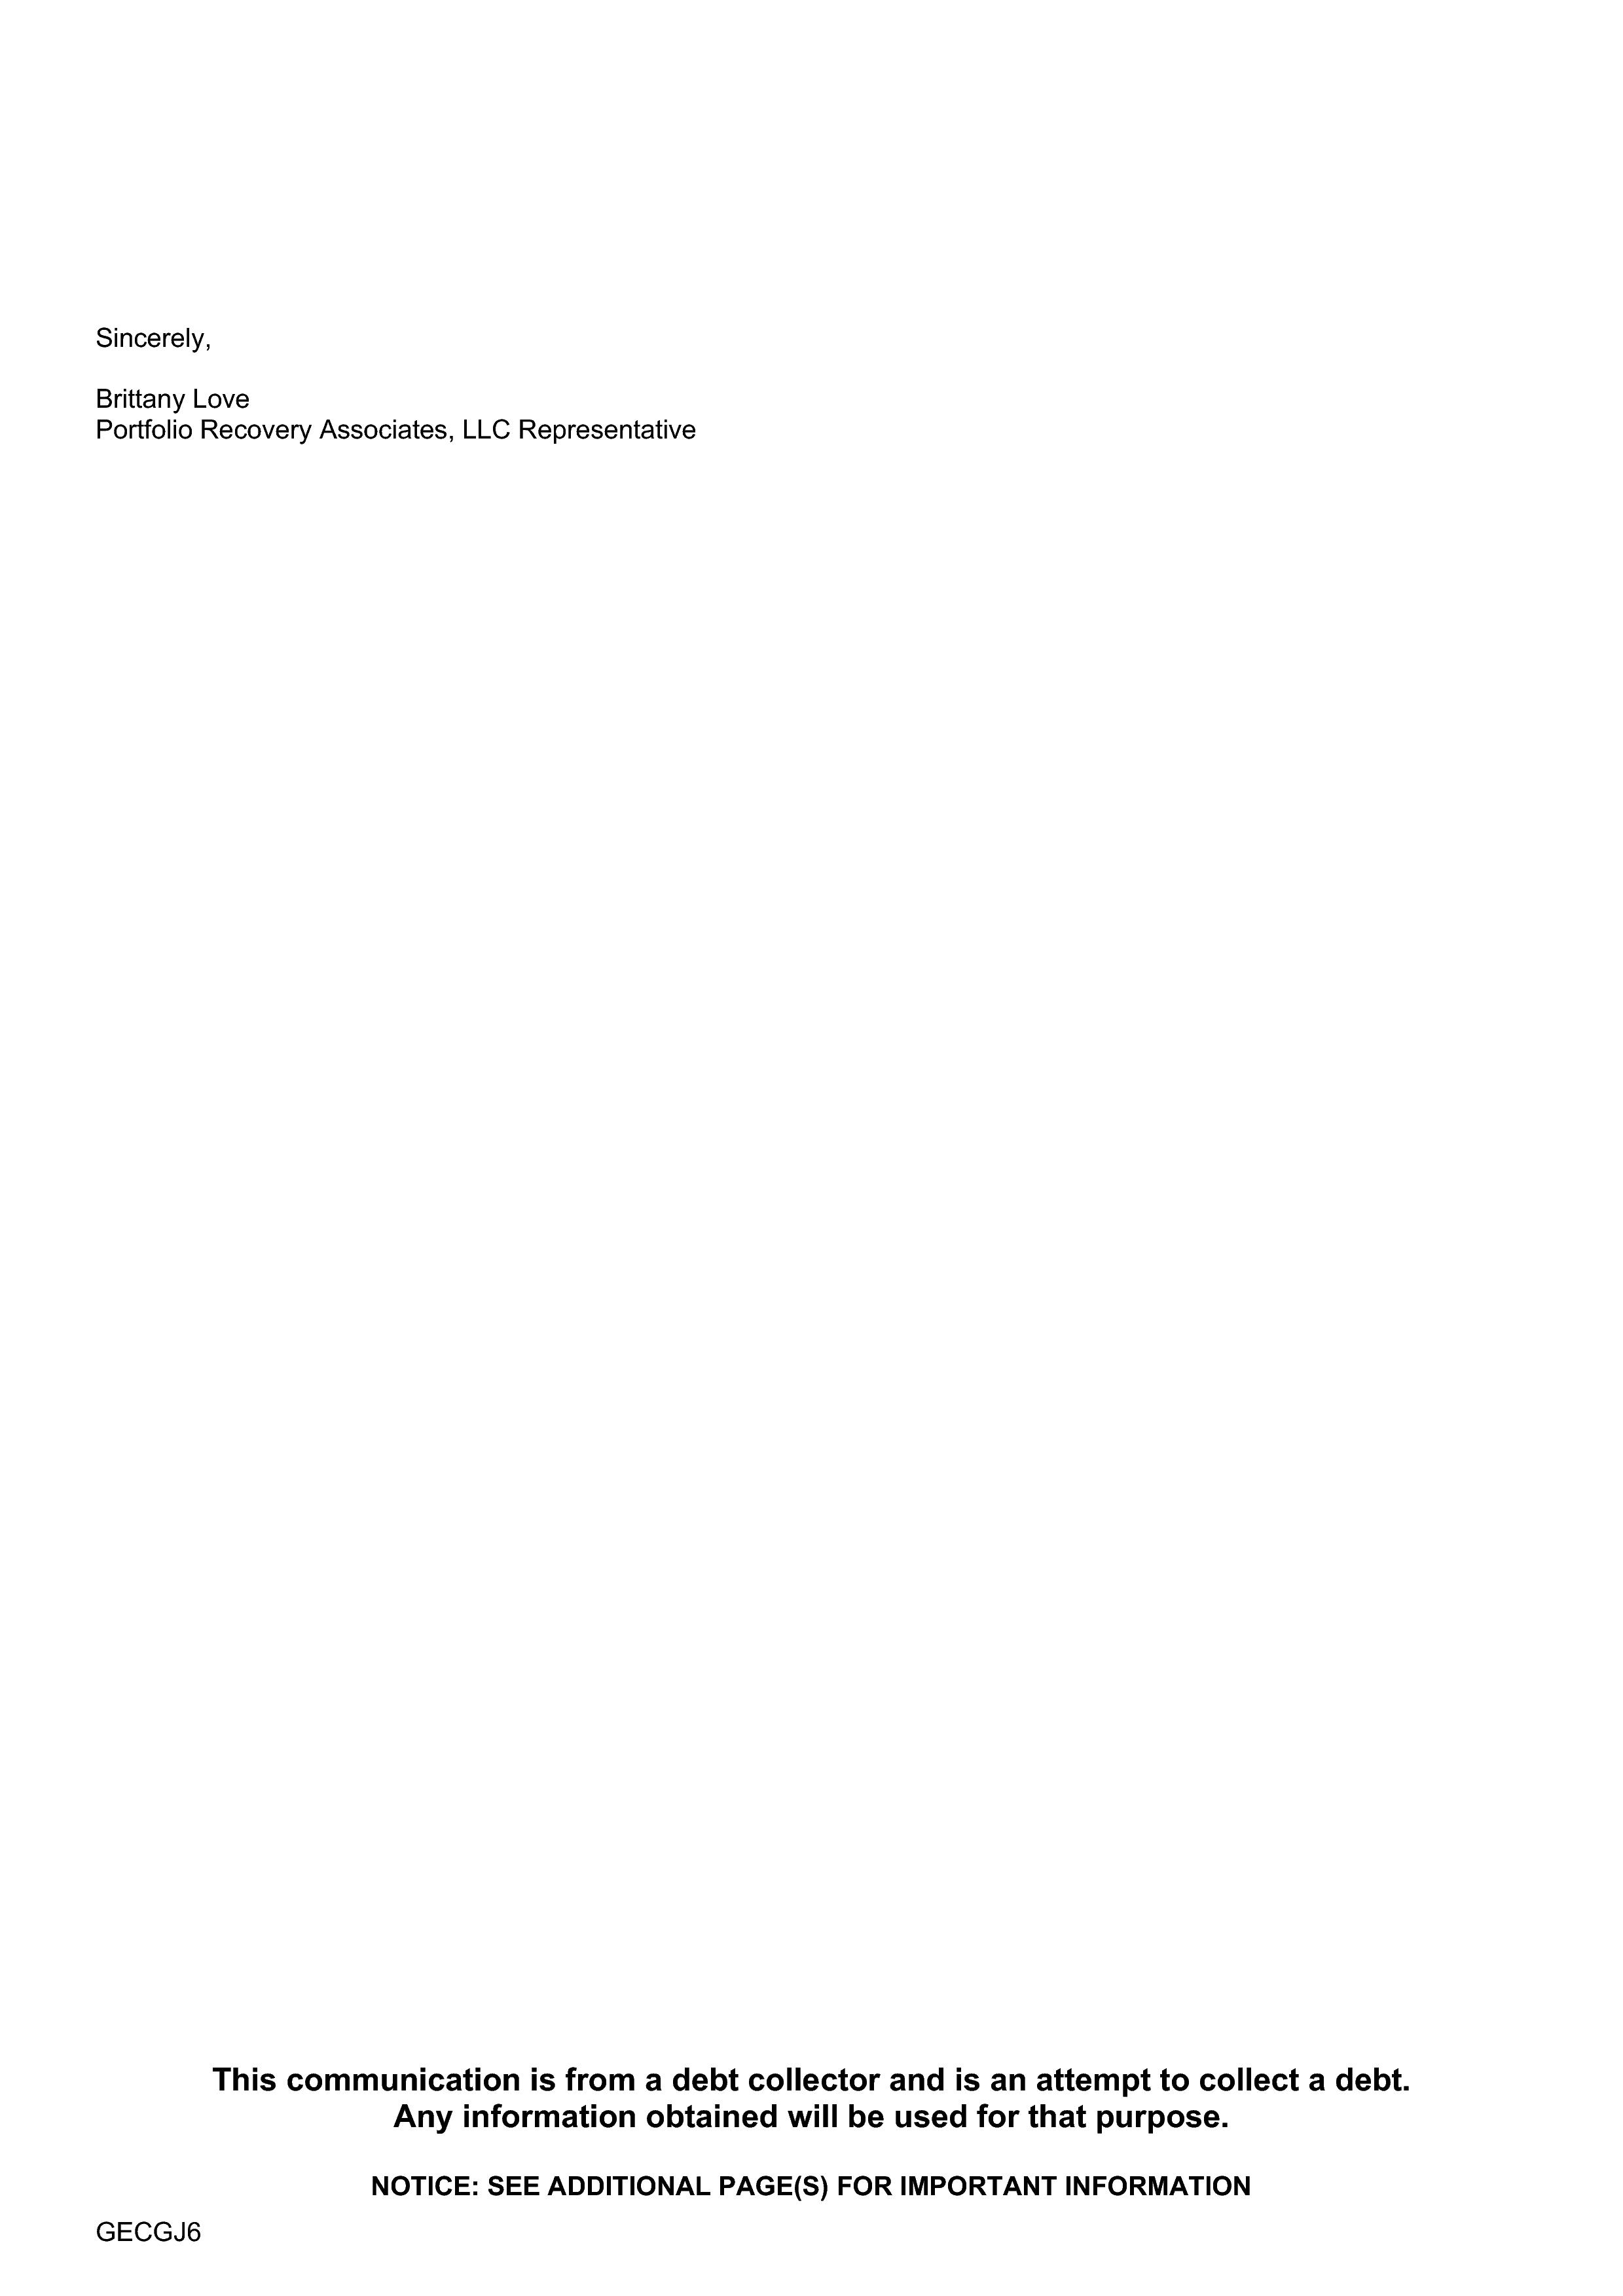 Sincerely,
Brittany Love
Portfolio Recovery Associates, LLC Representative
This communication is from a debt collector and is an attempt to collect a debt.
Any information obtained will be used for that purpose.
NOTICE: SEE ADDITIONAL PAGE(S) FOR IMPORTANT INFORMATION
GECGJ6